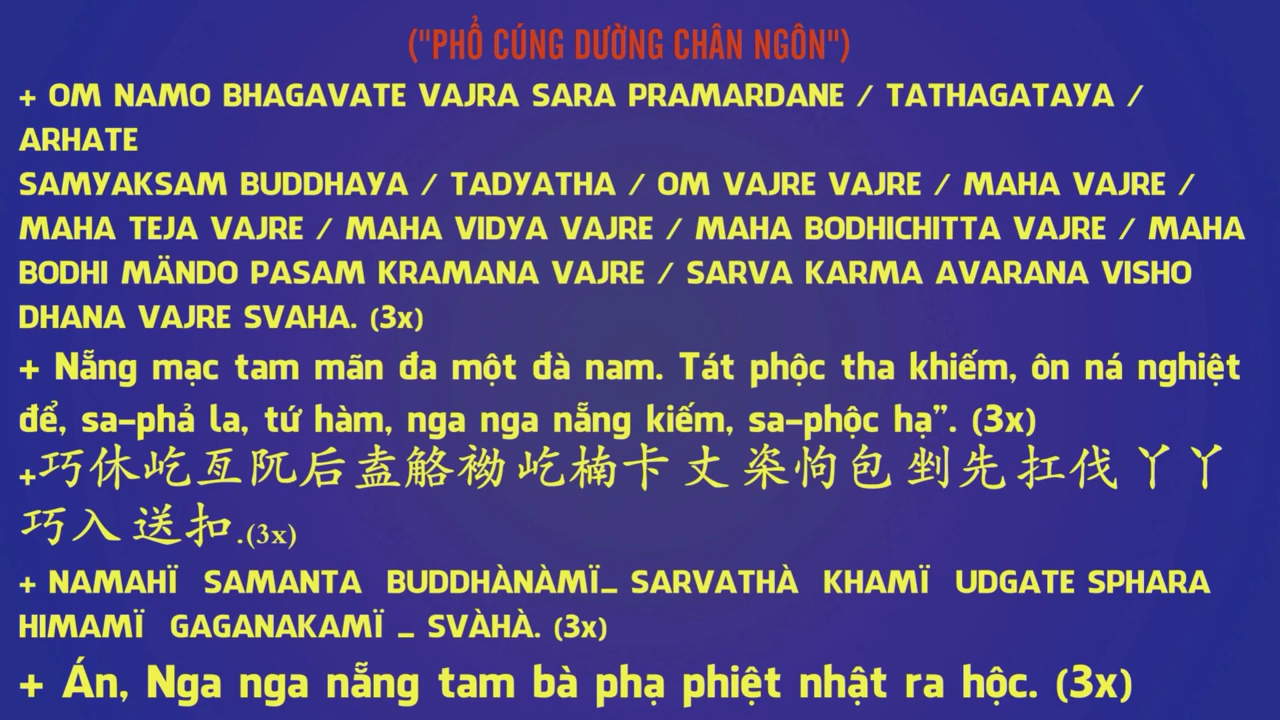 ("PHỔ CÚNG DƯỜNG CHÂN NGÔN")
+ OM NAMO BHAGAVATE VAJRA SARA PRAMARDANE / TATHAGATAYA /
ARHATE
SAMYAKSAM BUDDHAYA / TADYATHA / OM VAJRE VAJRE / MAHA VAJRE /
MAHA TEJA VAJRE / MAHA VIDYA VAJRE / MAHA BODHICHITTA VAJRE / MAHA
BODHI MÄNDO PASAM KRAMANA VAJRE / SARVA KARMA AVARANA VISHO
DHANA VAJRE SVAHA. (3x)
+ Nẵng mạc tam mãn đa một đà nam. Tát phộc tha khiếm, ôn ná nghiệt
để, sa-phả la, tứ hàm, nga nga nẵng kiếm, sa-phộc hạ”. (3x)
+巧休屹亙阢后盍觡袎屹楠卡丈染怐包剉先扛伐丫丫
巧入送扣.(3x)
+ NAMAHÏ SAMANTA BUDDHÀNÀMÏ_ SARVATHÀ KHAMÏ UDGATE SPHARA
HIMAMÏ GAGANAKAMÏ _ SVÀHÀ. (3x)
+ Án, Nga nga nẵng tam bà phạ phiệt nhật ra hộc. (3x)